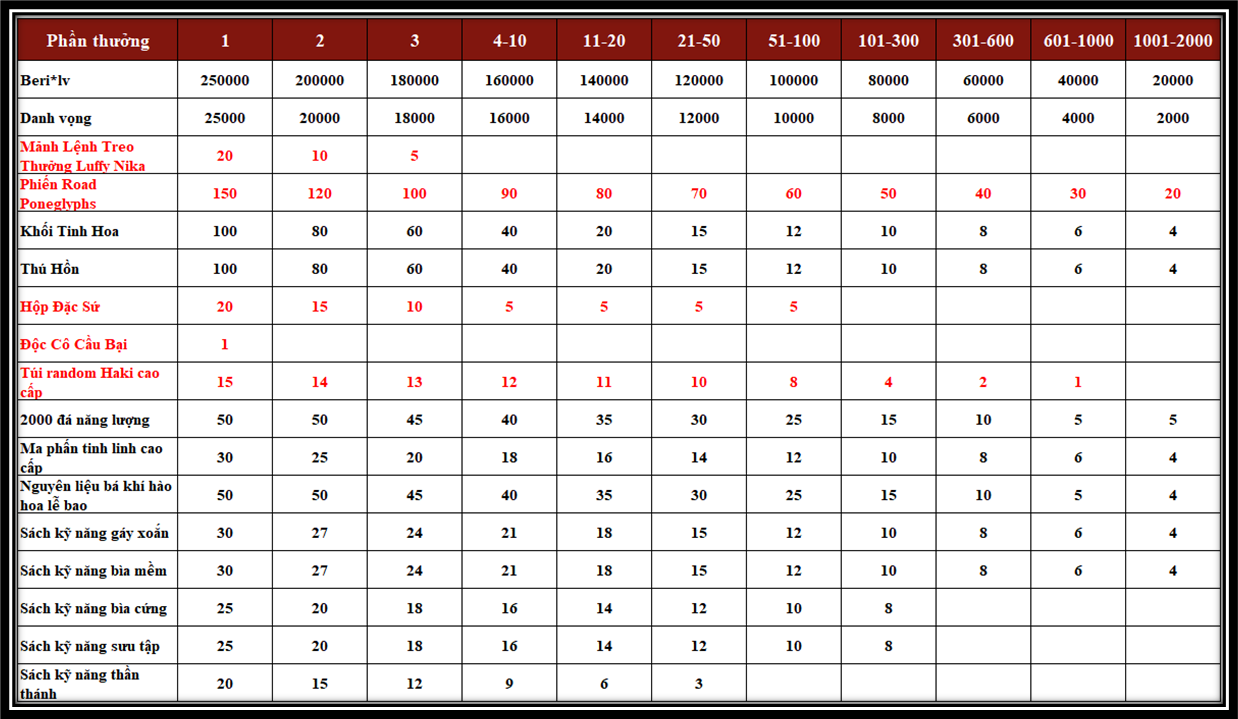 Phần thưởng 1 2 3 4-10 11-20 21-50 51-100 101-300 301-600 601-1000 1001-2000
Beri*lv 250000 200000 180000 160000 140000 120000 100000 80000 60000 40000 20000
Danh vọng 25000 20000 18000 16000 14000 12000 10000 8000 6000 4000 2000
Mảnh Lệnh Treo
Thưởng Luffy Nika 20 10 5
Phiến Road
Poneglyphs 150 120 100 90 80 70 60 50 40 30 20
Khối Tinh Hoa 100 80 60 40 20 15 12 10 8 6 4
Thú Hồn 100 80 60 40 20 15 12 10 8 6 4
Hộp Đặc Sứ 20 15 10 5 5 5 5
Độc Cô Cầu Bại 1
Túi random Haki cao
cấp 15 14 13 12 11 10 8 4 2 1
2000 đá năng lượng 50 50 45 40 35 30 25 15 10 5 5
Ma phấn tinh linh cao
cấp 30 25 20 18 16 14 12 10 8 6 4
Nguyên liệu bá khí hào
hoa lễ bao 50 50 45 40 35 30 25 15 10 5 4
Sách kỹ năng gáy xoắn 30 27 24 21 18 15 12 10 8 6 4
Sách kỹ năng bìa mềm 30 27 24 21 18 15 12 10 8 6 4
Sách kỹ năng bìa cứng 25 20 18 16 14 12 10 8
Sách kỹ năng sưu tập 25 20 18 16 14 12 10 8
Sách kỹ năng thần
thánh 20 15 12 9 6 3